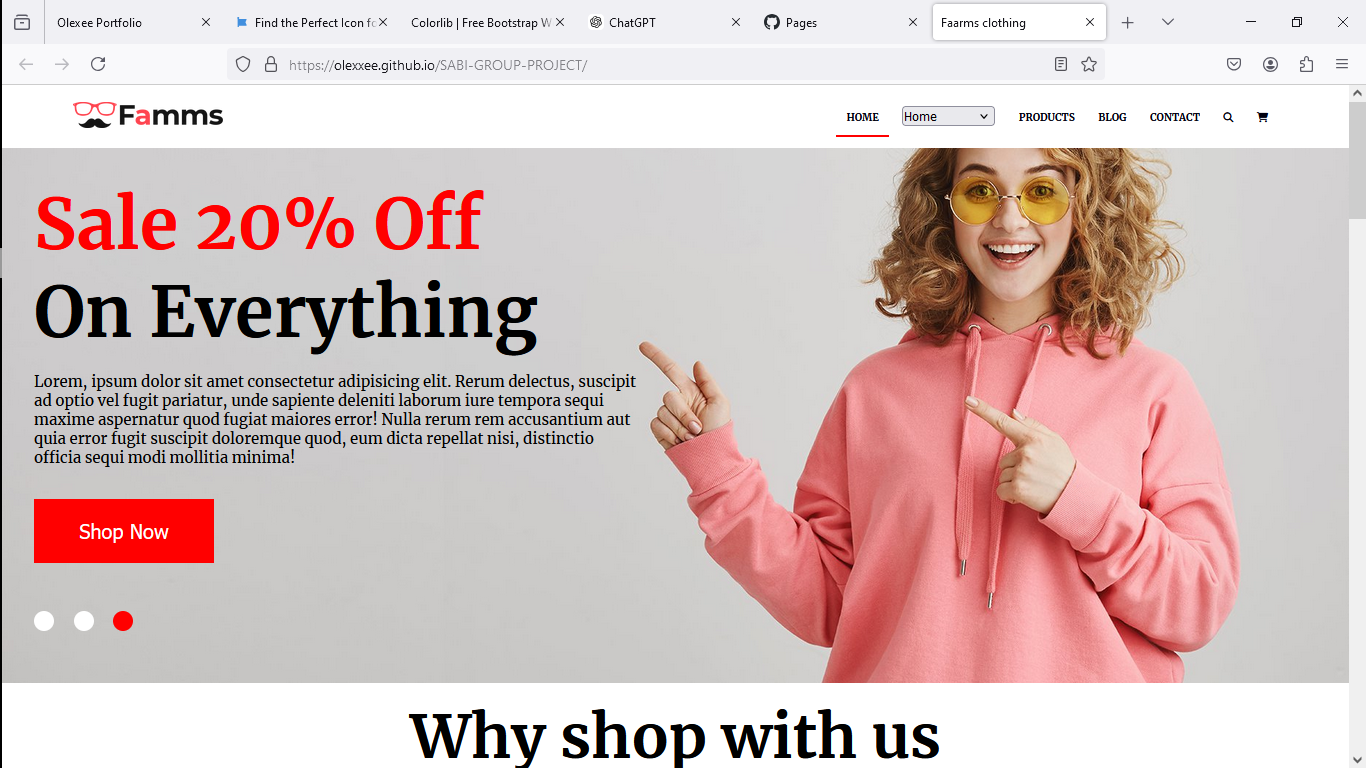 Olexee Portfolio
Find the Perfect Icon fo
Colorlib | Free Bootstrap W
ChatGPT
Pages
Faarms clothing
https://olexxee.github.io/SABI-GROUP-PROJECT/
Famms
HOME
Home
PRODUCTS
BLOG
CONTACT
Sale 20% Off
On Everything
Lorem, ipsum dolor sit amet consectetur adipisicing elit. Rerum delectus, suscipit
ad optio vel fugit pariatur, unde sapiente deleniti laborum iure tempora sequi
maxime aspernatur quod fugiat maiores error! Nulla rerum rem accusantium aut
quia error fugit suscipit doloremque quod, eum dicta repellat nisi, distinctio
officia sequi modi mollitia minima!
Shop Now
Why shop with us